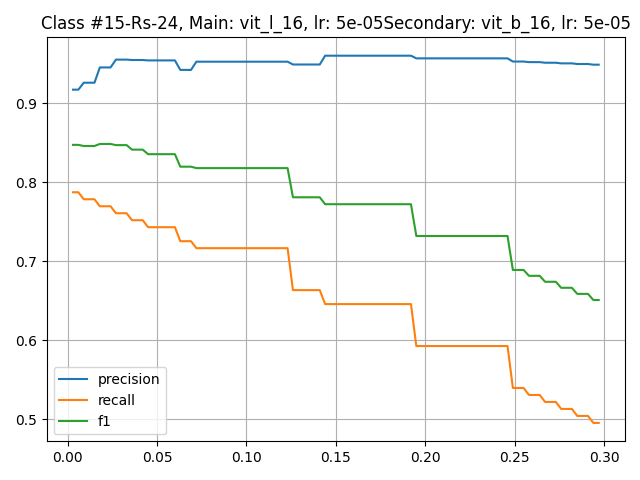 Class #15-Rs-24, Main: vit_l_16, lr: 5e-05Secondary: vit_b_16, lr: 5e-05
0.9
0.8
0.7
0.6
0.5
precision
recall
f1
0.00 0.05 0.10 0.15 0.20 0.25 0.30